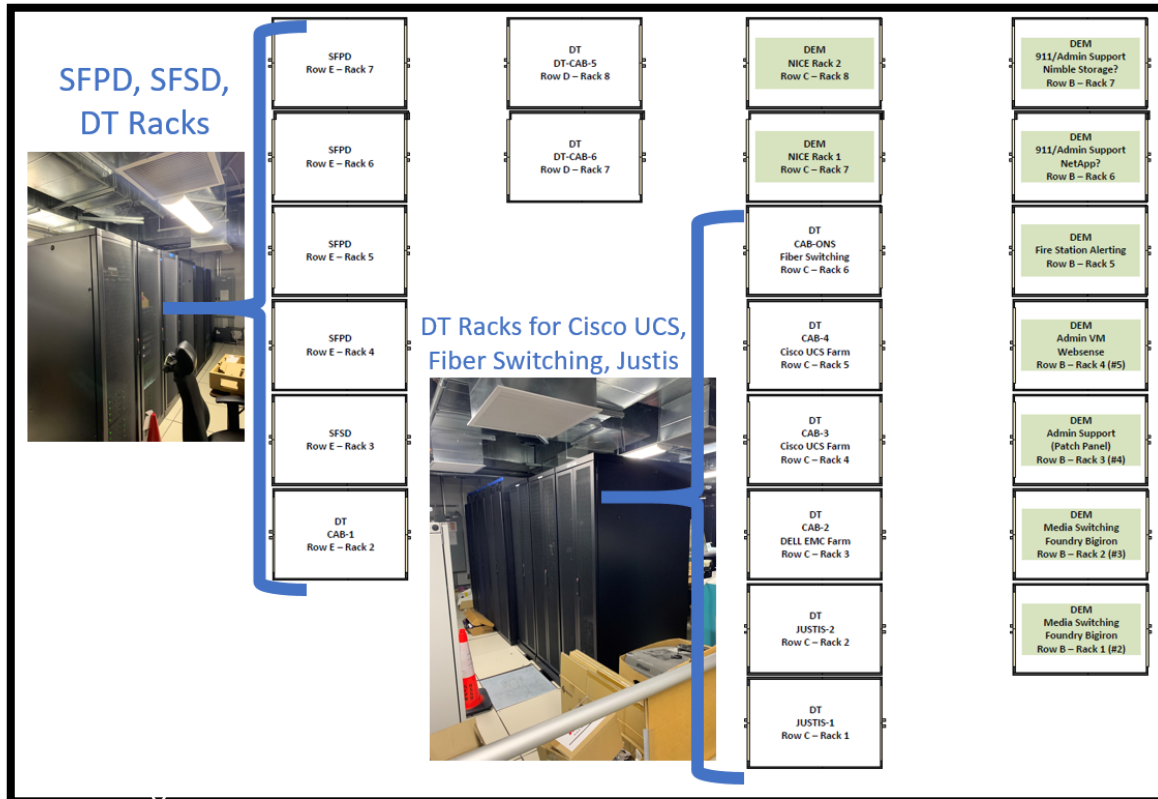 SFPD, SFSD,
DT Racks
SFPD
Row E – Rack 7
SFPD
Row E – Rack 6
SFPD
Row E – Rack 5
SFPD
Row E – Rack 4
SFSD
Row E – Rack 3
DT
CAB-1
Row E – Rack 2
DT
DT-CAB-5
Row D – Rack 8
DT
DT-CAB-6
Row D – Rack 7
DT Racks for Cisco UCS,
Fiber Switching, Justis
DEM
NICE Rack 2
Row C – Rack 8
DEM
NICE Rack 1
Row C – Rack 7
DT
CAB-ONS
Fiber Switching
Row C – Rack 6
DT
CAB-4
Cisco UCS Farm
Row C – Rack 5
DT
CAB-3
Cisco UCS Farm
Row C – Rack 4
DT
CAB-2
DELL EMC Farm
Row C – Rack 3
DT
JUSTIS-2
Row C – Rack 2
DT
JUSTIS-1
Row C – Rack 1
DEM
911/Admin Support
Nimble Storage?
Row B – Rack 7
DEM
911/Admin Support
NetApp?
Row B – Rack 6
DEM
Fire Station Alerting
Row B – Rack 5
DEM
Admin VM
Websense
Row B – Rack 4 (#5)
DEM
Admin Support
(Patch Panel)
Row B – Rack 3 (#4)
DEM
Media Switching
Foundry Bigiron
Row B – Rack 2 (#3)
DEM
Media Switching
Foundry Bigiron
Row B – Rack 1 (#2)